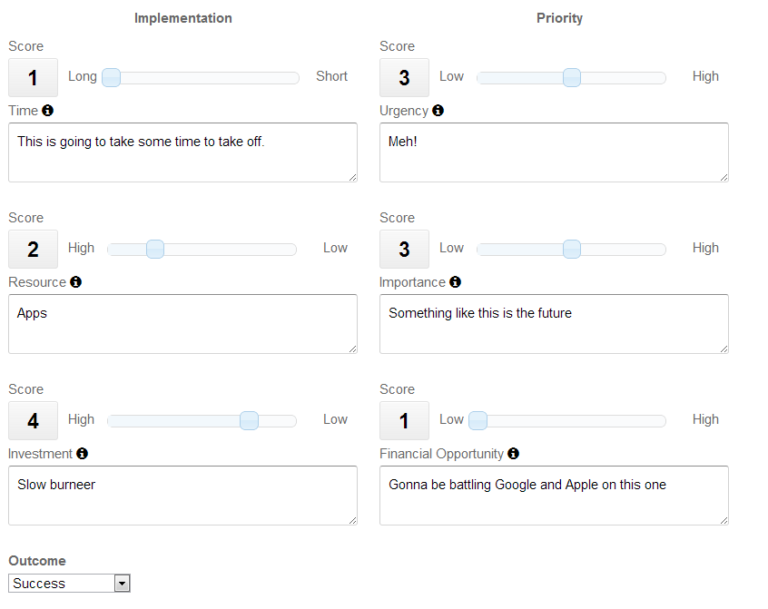 Implementation Priority
Score Score
1 Long Short 3 Low High
Time Urgency
This is going to take some time to take off. Meh!
Score Score
2 High Low 3 Low High
Resource Importance
Apps Something like this is the future
Score Score
4 High Low 1 Low High
Investment Financial Opportunity
Slow burneer Gonna be battling Google and Apple on this one
Outcome
Success